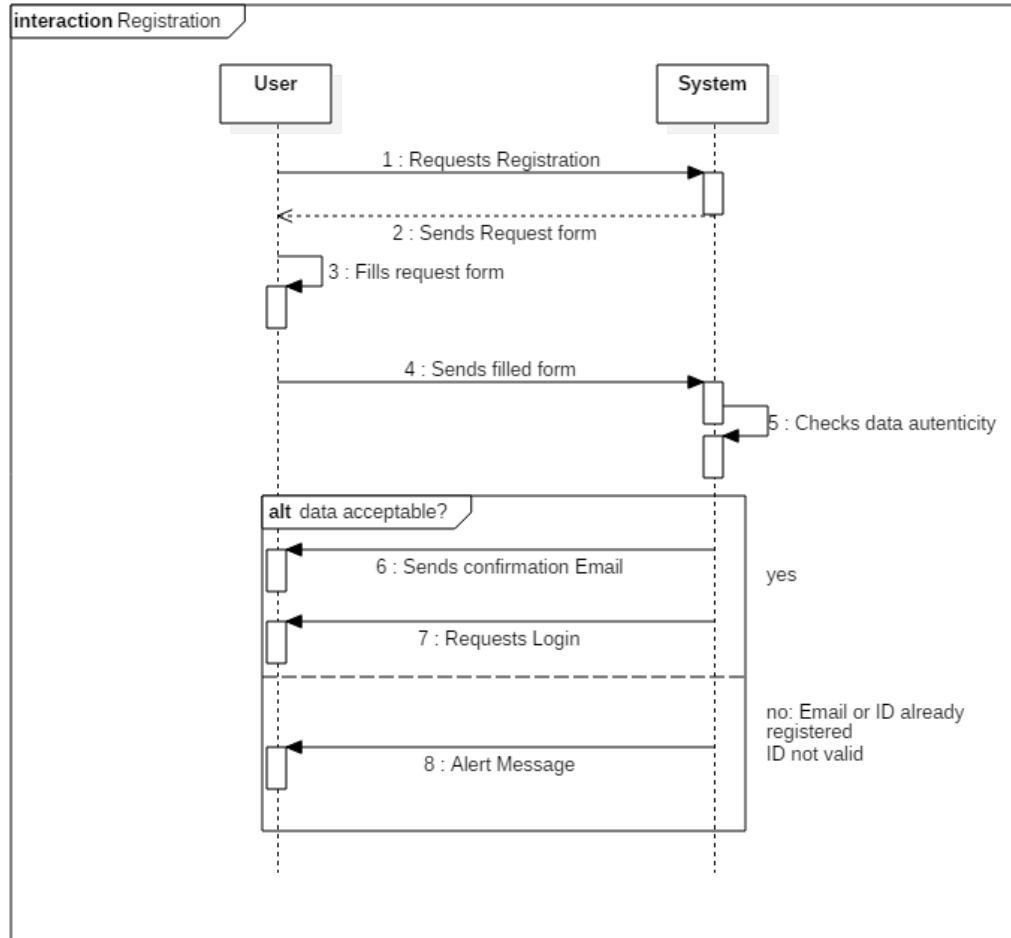 interaction Registration
User
System
1 : Requests Registration
2 : Sends Request form
3 : Fills request form
4 : Sends filled form
5 : Checks data autenticity
alt data acceptable?
6 : Sends confirmation Email
yes
7 : Requests Login
no: Email or ID already
registered
ID not valid
8 : Alert Message